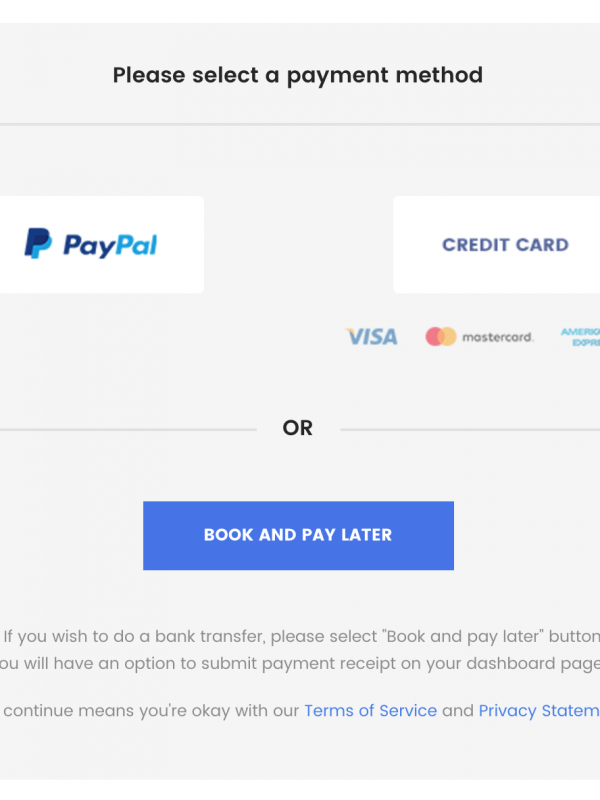 Please select a payment method
PayPal
CREDIT CARD
VISA
mastercard.
OR
BOOK AND PAY LATER
If you wish to do a bank transfer, please select "Book and pay later" button
ou will have an option to submit payment receipt on your dashboard page
continue means you're okay with our Terms of Service and Privacy Statem